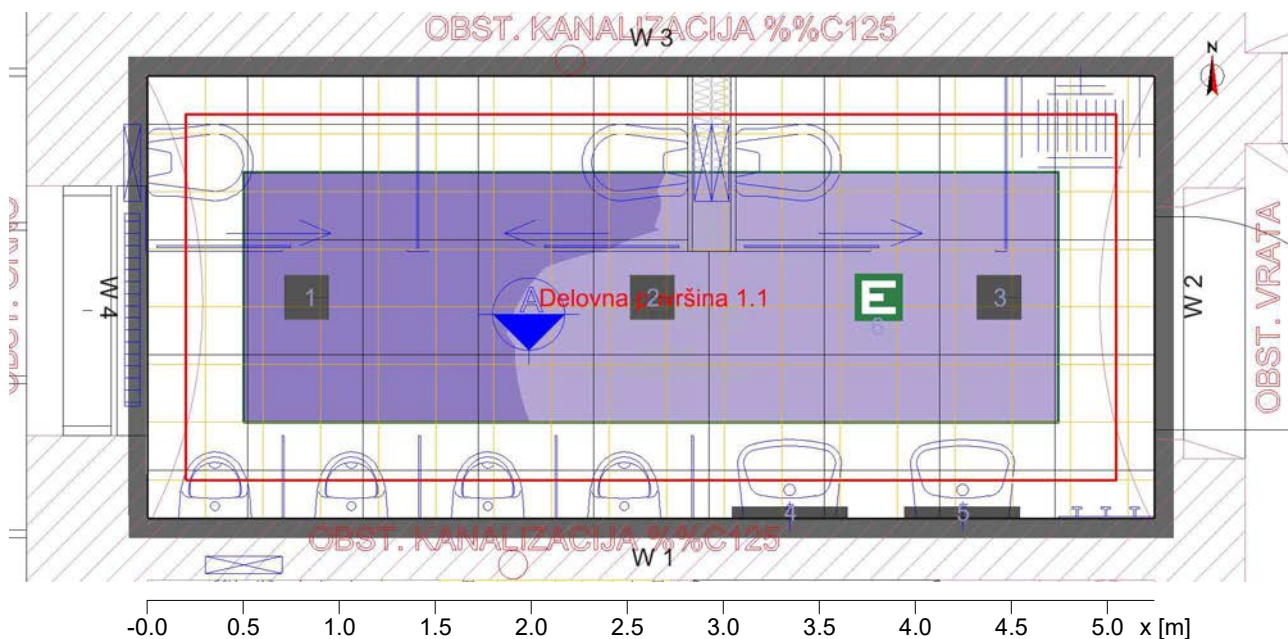 OBST. KANALIZACIJA %%C125
W 3
N
OBST. OKNO
W 4
1
A
Delovna površina 1.1
2
E
6
3
W 2
OBST. VRATA
4
5
OBST. KANALIZACIJA %%C125
W 1
-0.0 0.5 1.0 1.5 2.0 2.5 3.0 3.5 4.0 4.5 5.0 x [m]